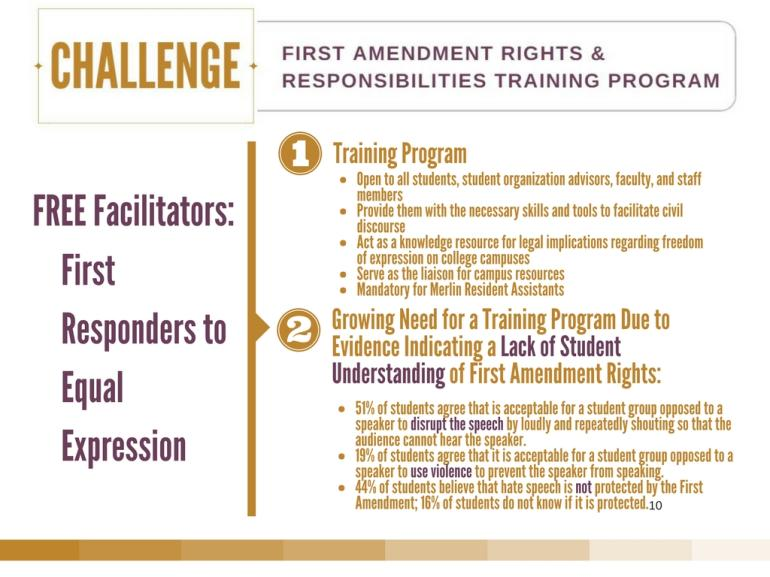 CHALLENGE
FIRST AMENDMENT RIGHTS &
RESPONSIBILITIES TRAINING PROGRAM
FREE Facilitators:
First
Responders to
Equal
Expression
1
Training Program
• Open to all students, student organization advisors, faculty, and staff
members
• Provide them with the necessary skills and tools to facilitate civil
discourse
• Act as a knowledge resource for legal implications regarding freedom
of expression on college campuses
• Serve as the liaison for campus resources
• Mandatory for Merlin Resident Assistants
2
Growing Need for a Training Program Due to
Evidence Indicating a Lack of Student
Understanding of First Amendment Rights:
• 51% of students agree that is acceptable for a student group opposed to a
speaker to disrupt the speech by loudly and repeatedly shouting so that the
audience cannot hear the speaker.
• 19% of students agree that it is acceptable for a student group opposed to a
speaker to use violence to prevent the speaker from speaking.
• 44% of students believe that hate speech is not protected by the First
Amendment; 16% of students do not know if it is protected.10